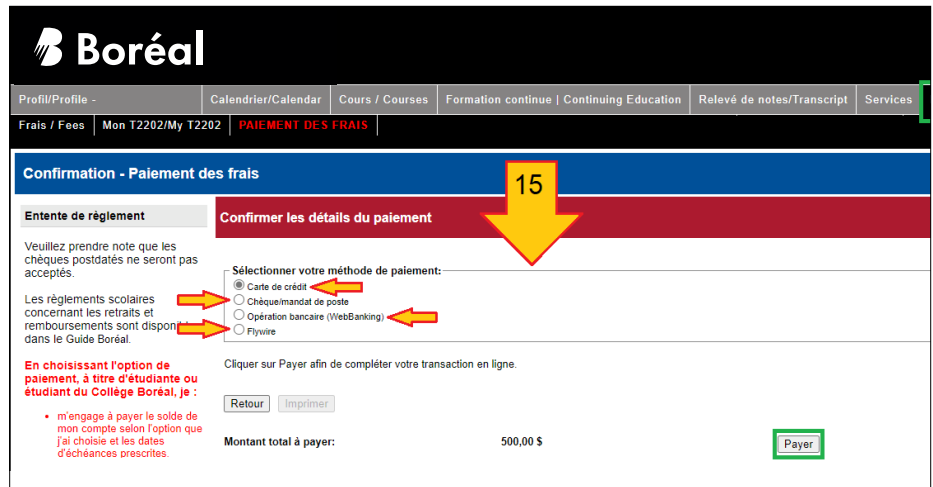 Boréal
Profil/Profile -
Calendrier/Calendar
Cours / Courses
Formation continue | Continuing Education
Relevé de notes/Transcript
Services
Frais / Fees
Mon T2202/My T2202
PAIEMENT DES FRAIS
Confirmation - Paiement des frais
15
Entente de règlement
Veuillez prendre note que les
chèques postdatés ne seront pas
acceptés.
Les règlements scolaires
concernant les retraits et
remboursements sont
dans le Guide Boréal.
En choisissant l'option de
paiement, à titre d'étudiante ou
étudiant du Collège Boréal, je :
• m'engage à payer le solde de
mon compte selon l'option que
j'ai choisie et les dates
d'échéances prescrites.
Confirmer les détails du paiement
Sélectionner votre méthode de paiement:
Carte de crédit
Chèque/mandat de poste
Opération bancaire (WebBanking)
Flywire
Cliquer sur Payer afin de compléter votre transaction en ligne.
Retour
Imprimer
Montant total à payer:
500,00 $
Payer